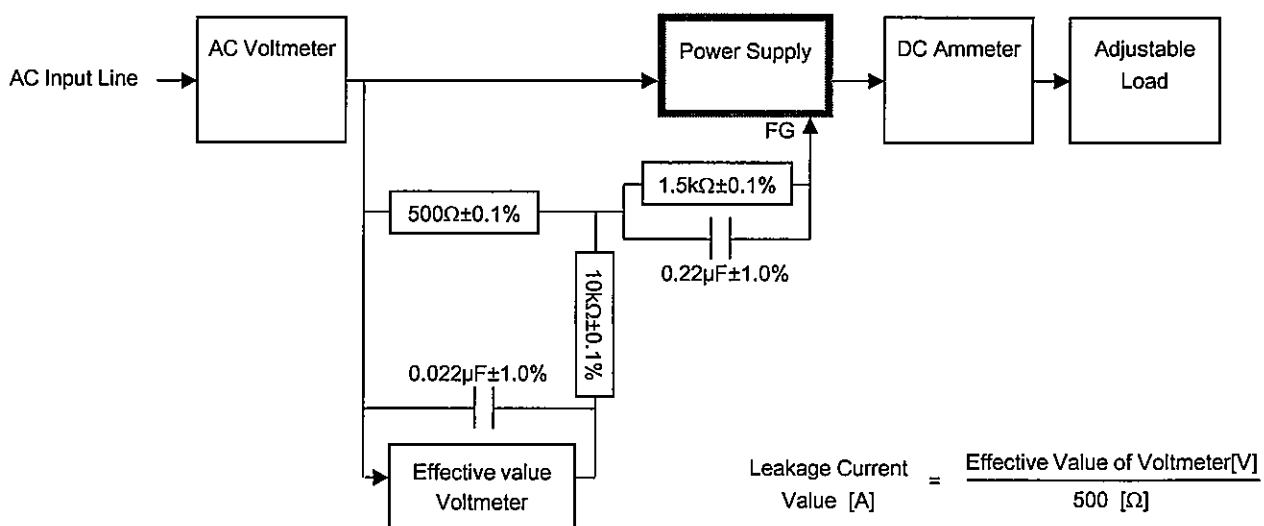 AC Input Line
AC Voltmeter
Power Supply
DC Ammeter
Adjustable
Load
FG
500Ω±0.1%
1.5kΩ±0.1%
0.22µF±1.0%
10kΩ±0.1%
0.022µF±1.0%
Effective value
Voltmeter
Leakage Current
Value [A]
=
Effective Value of Voltmeter[V]
500 [Ω]